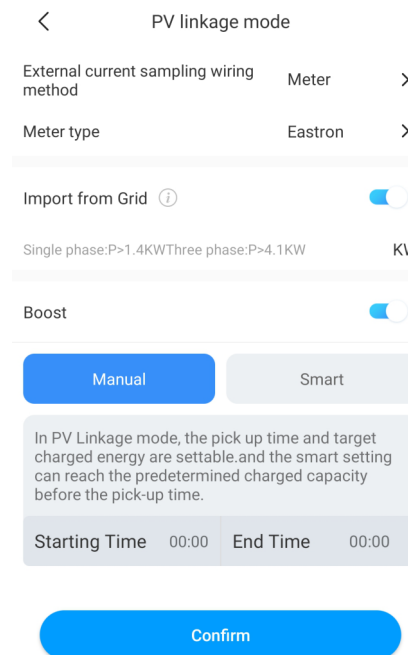 PV linkage mode
External current sampling wiring
method
Meter
Meter type
Eastron
Import from Grid
Single phase:P>1.4KWThree phase:P>4.1KW
Boost
Manual
Smart
In PV Linkage mode, the pick up time and target
charged energy are settable.and the smart setting
can reach the predetermined charged capacity
before the pick-up time.
Starting Time 00:00 End Time 00:00
Confirm